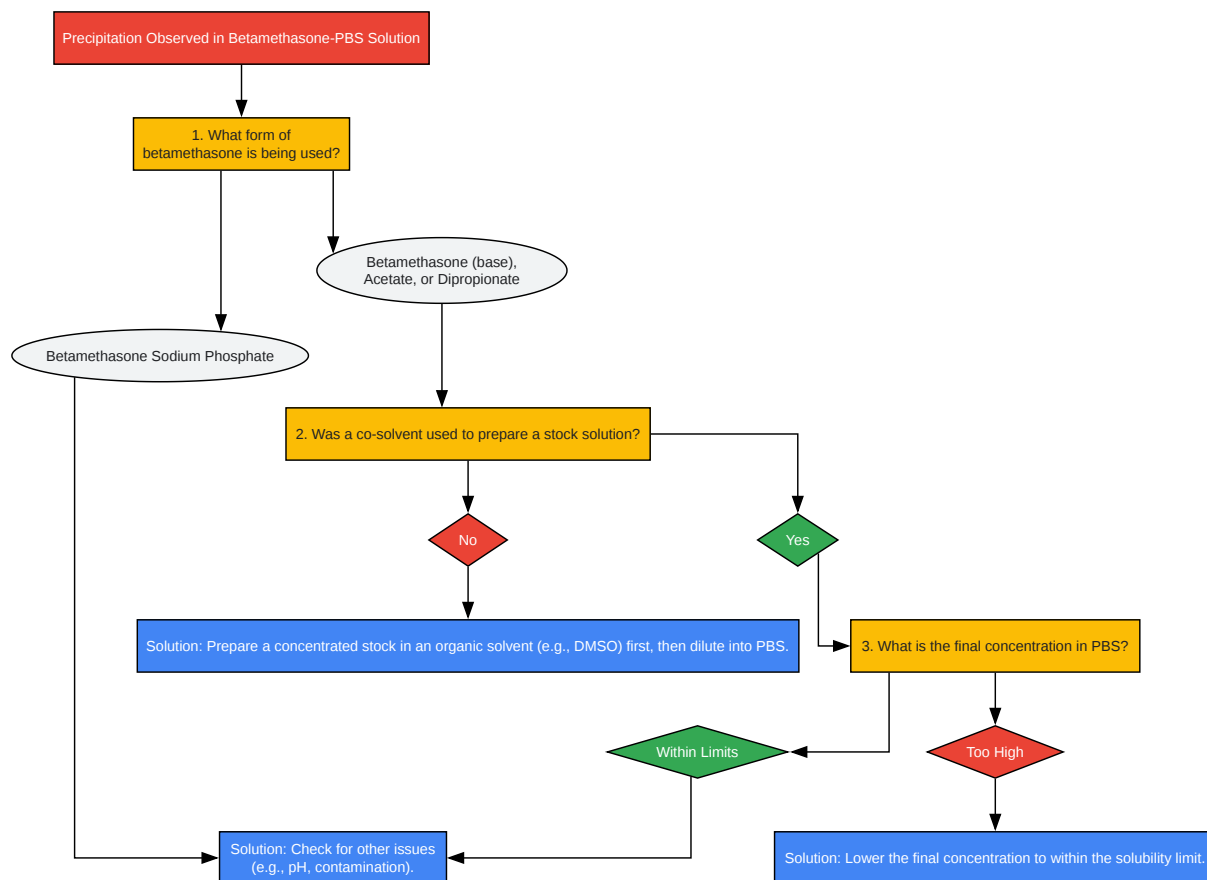 Precipitation Observed in Betamethasone-PBS Solution
1. What form of
betamethasone is being used?
Betamethasone (base),
Acetate, or Dipropionate
Betamethasone Sodium Phosphate
2. Was a co-solvent used to prepare a stock solution?
No
Yes
Solution: Prepare a concentrated stock in an organic solvent (e.g., DMSO) first, then dilute into PBS.
3. What is the final concentration in PBS?
Within Limits
Too High
Solution: Check for other issues
(e.g., pH, contamination).
Solution: Lower the final concentration to within the solubility limit.